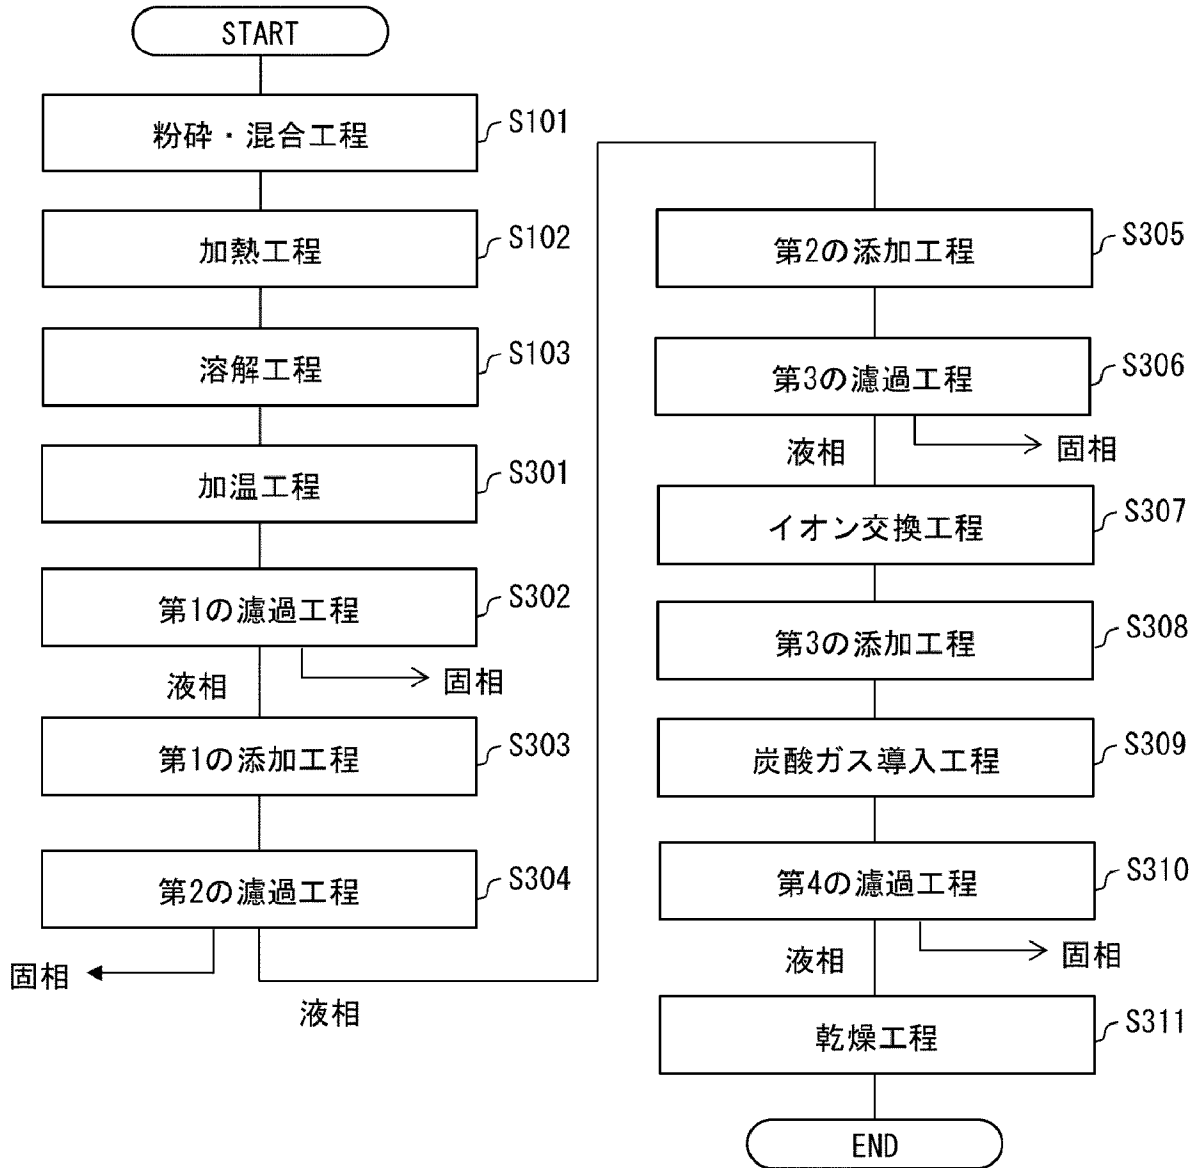 START
粉砕・混合工程
S101
加熱工程
S102
溶解工程
S103
加温工程
S301
第1の濾過工程
S302
液相
固相
第1の添加工程
S303
第2の濾過工程
S304
固相
液相
第2の添加工程
S305
第3の濾過工程
S306
液相
固相
イオン交換工程
S307
第3の添加工程
S308
炭酸ガス導入工程
S309
第4の濾過工程
S310
液相
固相
乾燥工程
S311
END